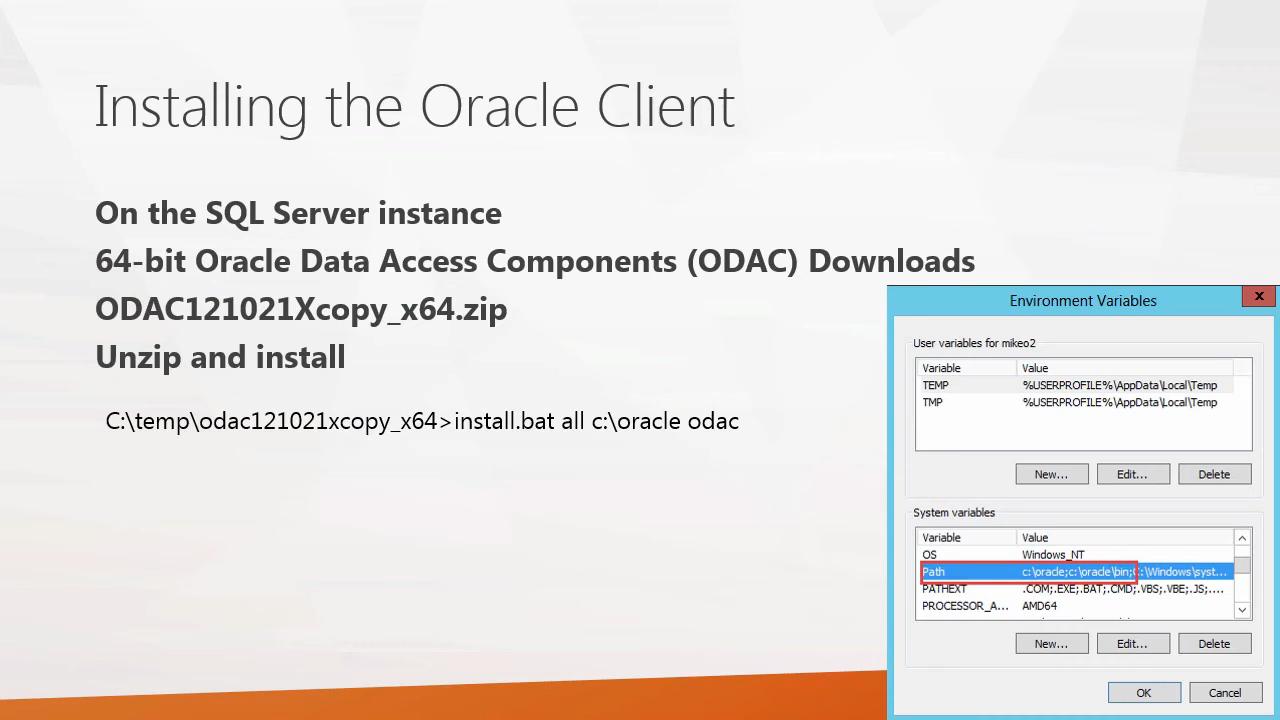 Installing the Oracle Client
On the SQL Server instance
64-bit Oracle Data Access Components (ODAC) Downloads
ODAC121021Xcopy_x64.zip
Unzip and install
C:\temp\odac121021xcopy_x64>install.bat all c:\oracle odac
Environment Variables
x
User variables for mikeo2
Variable Value
TEMP %USERPROFILE%\AppData\Local\Temp
TMP %USERPROFILE%\AppData\Local\Temp
New... Edit... Delete
System variables
Variable Value
OS Windows_NT
Path c:\oracle;c:\oracle\bin;C:\Windows\syst...
PATHEXT .COM;.EXE;.BAT;.CMD;.VBS;.VBE;.JS;....
PROCESSOR_A... AMD64
New... Edit... Delete
OK Cancel